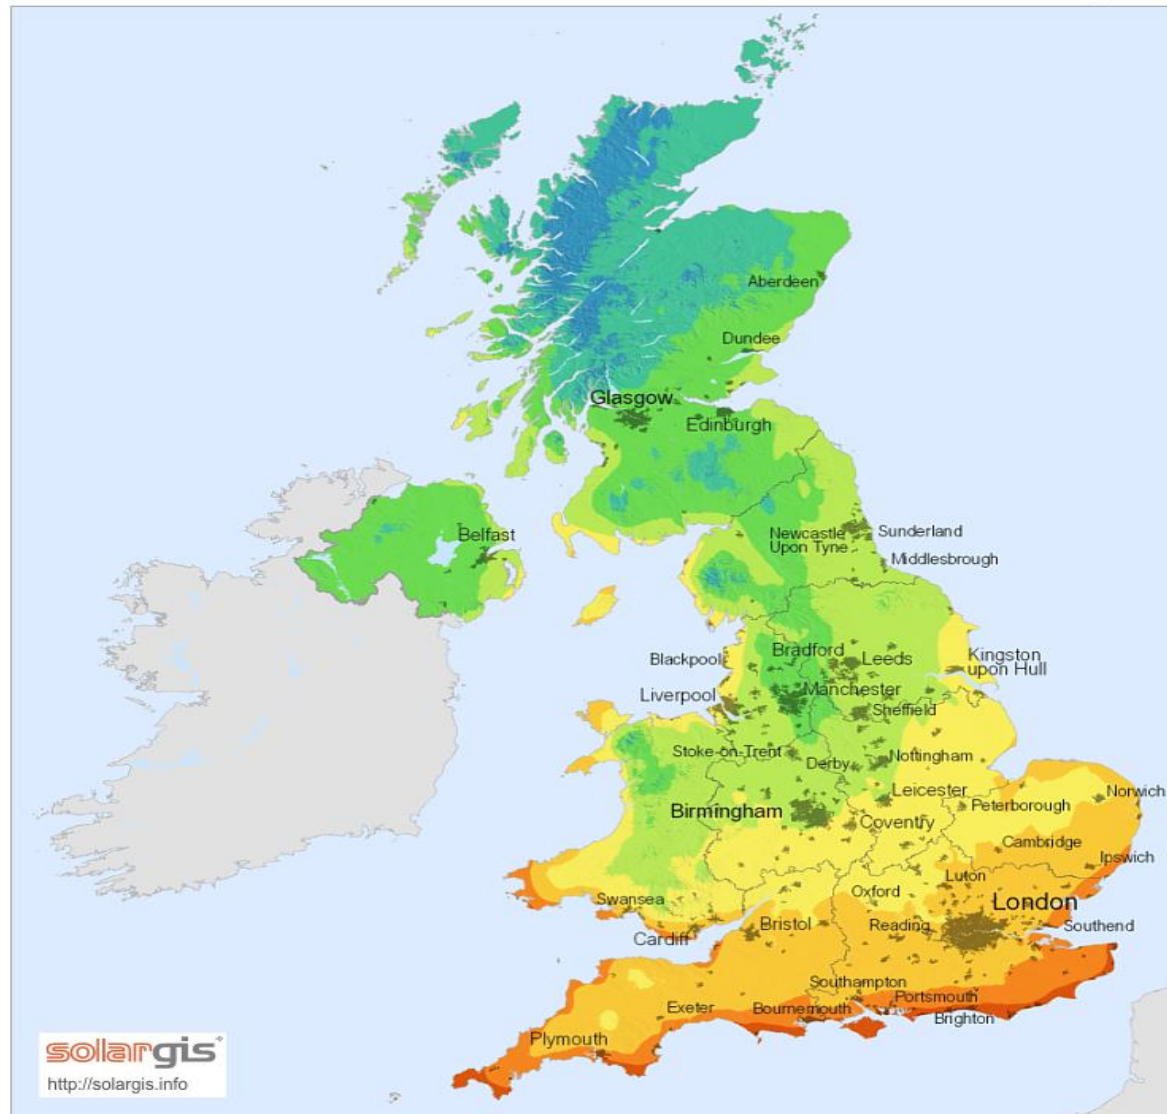 Aberdeen
Dundee
Glasgow
Edinburgh
Belfast
Newcastle
Upon Tyne
Sunderland
Middlesbrough
Blackpool
Bradford
Leeds
Kingston
upon Hull
Liverpool
Manchester
Sheffield
Stoke-on-Trent
Derby
Nottingham
Leicester
Birmingham
Peterborough
Norwich
Coventry
Cambridge
Ipswich
Luton
Oxford
Swansea
London
Cardiff
Bristol
Reading
Southend
Southampton
Portsmouth
Exeter
Bournemouth
Brighton
Plymouth
solargis
http://solargis.info